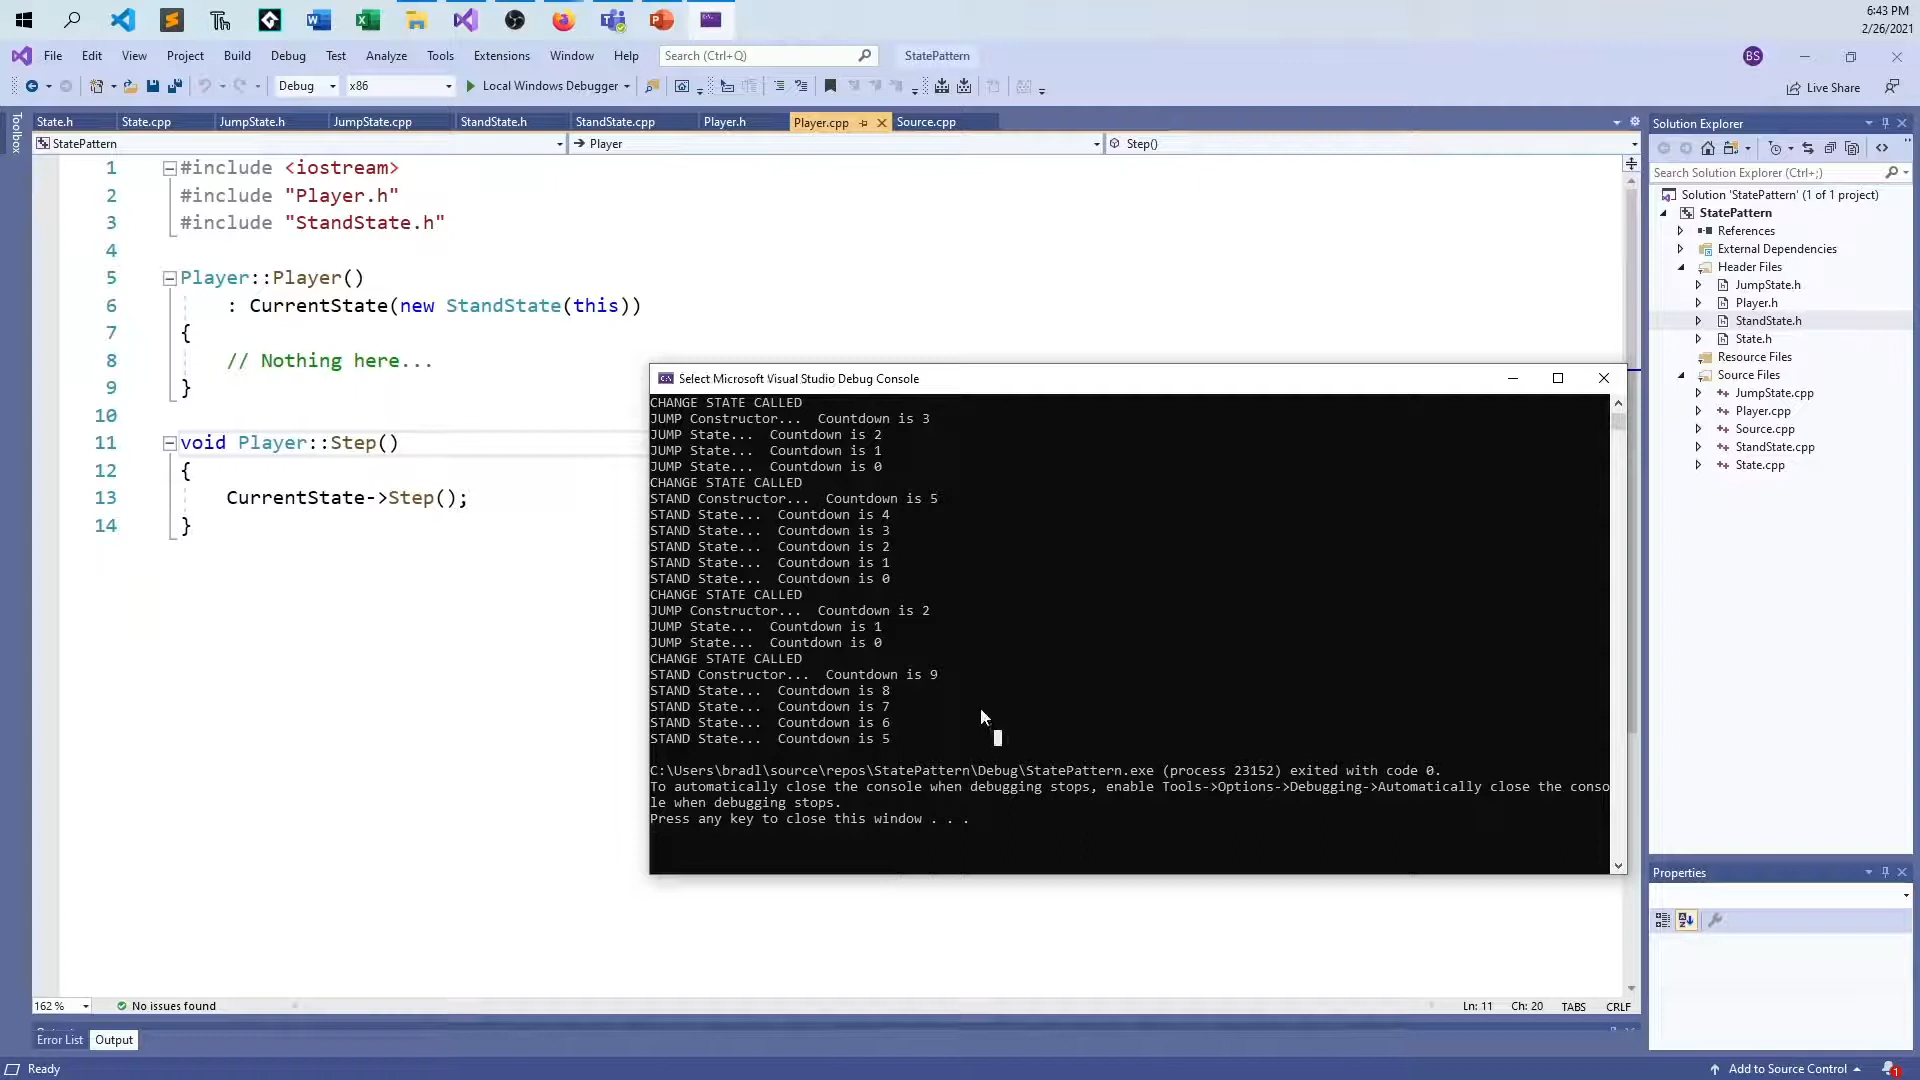 6:43 PM
2/26/2021
File Edit View Project Build Debug Test Analyze Tools Extensions Window Help Search (Ctrl+Q) StatePattern BS
Debug x86 Local Windows Debugger Live Share
Toolbox
State.h State.cpp JumpState.h JumpState.cpp StandState.h StandState.cpp Player.h Player.cpp Source.cpp
StatePattern Player Step()
1 #include <iostream>
2 #include "Player.h"
3 #include "StandState.h"
4
5 Player::Player()
6 : CurrentState(new StandState(this))
7 {
8 // Nothing here...
9 }
10
11 void Player::Step()
12 {
13 CurrentState->Step();
14 }
Select Microsoft Visual Studio Debug Console
CHANGE STATE CALLED
JUMP Constructor... Countdown is 3
JUMP State... Countdown is 2
JUMP State... Countdown is 1
JUMP State... Countdown is 0
CHANGE STATE CALLED
STAND Constructor... Countdown is 5
STAND State... Countdown is 4
STAND State... Countdown is 3
STAND State... Countdown is 2
STAND State... Countdown is 1
STAND State... Countdown is 0
CHANGE STATE CALLED
JUMP Constructor... Countdown is 2
JUMP State... Countdown is 1
JUMP State... Countdown is 0
CHANGE STATE CALLED
STAND Constructor... Countdown is 9
STAND State... Countdown is 8
STAND State... Countdown is 7
STAND State... Countdown is 6
STAND State... Countdown is 5
C:\Users\bradl\source\repos\StatePattern\Debug\StatePattern.exe (process 23152) exited with code 0.
To automatically close the console when debugging stops, enable Tools->Options->Debugging->Automatically close the conso
le when debugging stops.
Press any key to close this window . . .
Solution Explorer
Search Solution Explorer (Ctrl+;)
Solution 'StatePattern' (1 of 1 project)
StatePattern
References
External Dependencies
Header Files
JumpState.h
Player.h
StandState.h
State.h
Resource Files
Source Files
JumpState.cpp
Player.cpp
Source.cpp
StandState.cpp
State.cpp
Properties
162 % No issues found Ln: 11 Ch: 20 TABS CRLF
Error List Output
Ready Add to Source Control 1